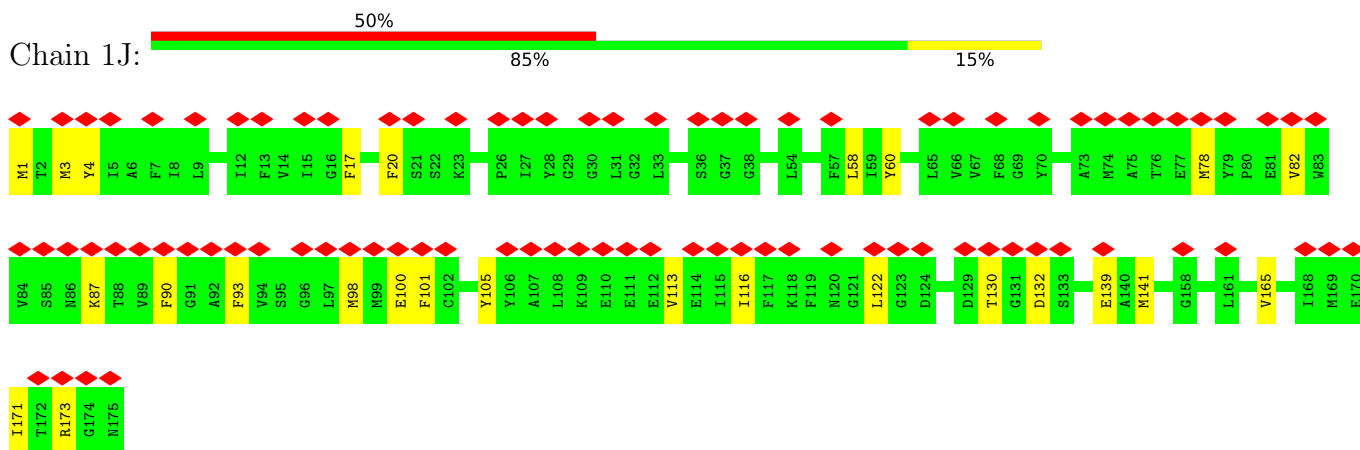 50%
Chain 1J:
85% 15%
M1 T2 M3 Y4 I5 A6 F7 I8 L9 I12 F13 V14 I15 G16 F17 F20 S21 S22 K23 P26 I27 Y28 G29 G30 L31 G32 L33 S36 G37 G38 L54 F57 L58 I59 Y60 L65 V66 V67 F68 G69 Y70 A73 M74 A75 T76 E77 M78 Y79 P80 E81 V82 W83
V84 S85 N86 K87 T88 V89 F90 G91 A92 F93 V94 S95 G96 L97 M98 M99 E100 F101 C102 Y105 Y106 A107 L108 K109 E110 E111 E112 V113 E114 I115 I116 F117 K118 F119 N120 G121 L122 G123 D124 D129 T130 G131 D132 S133 E139 A140 M141 G158 L161 V165 I168 M169 E170
I171 T172 R173 G174 N175